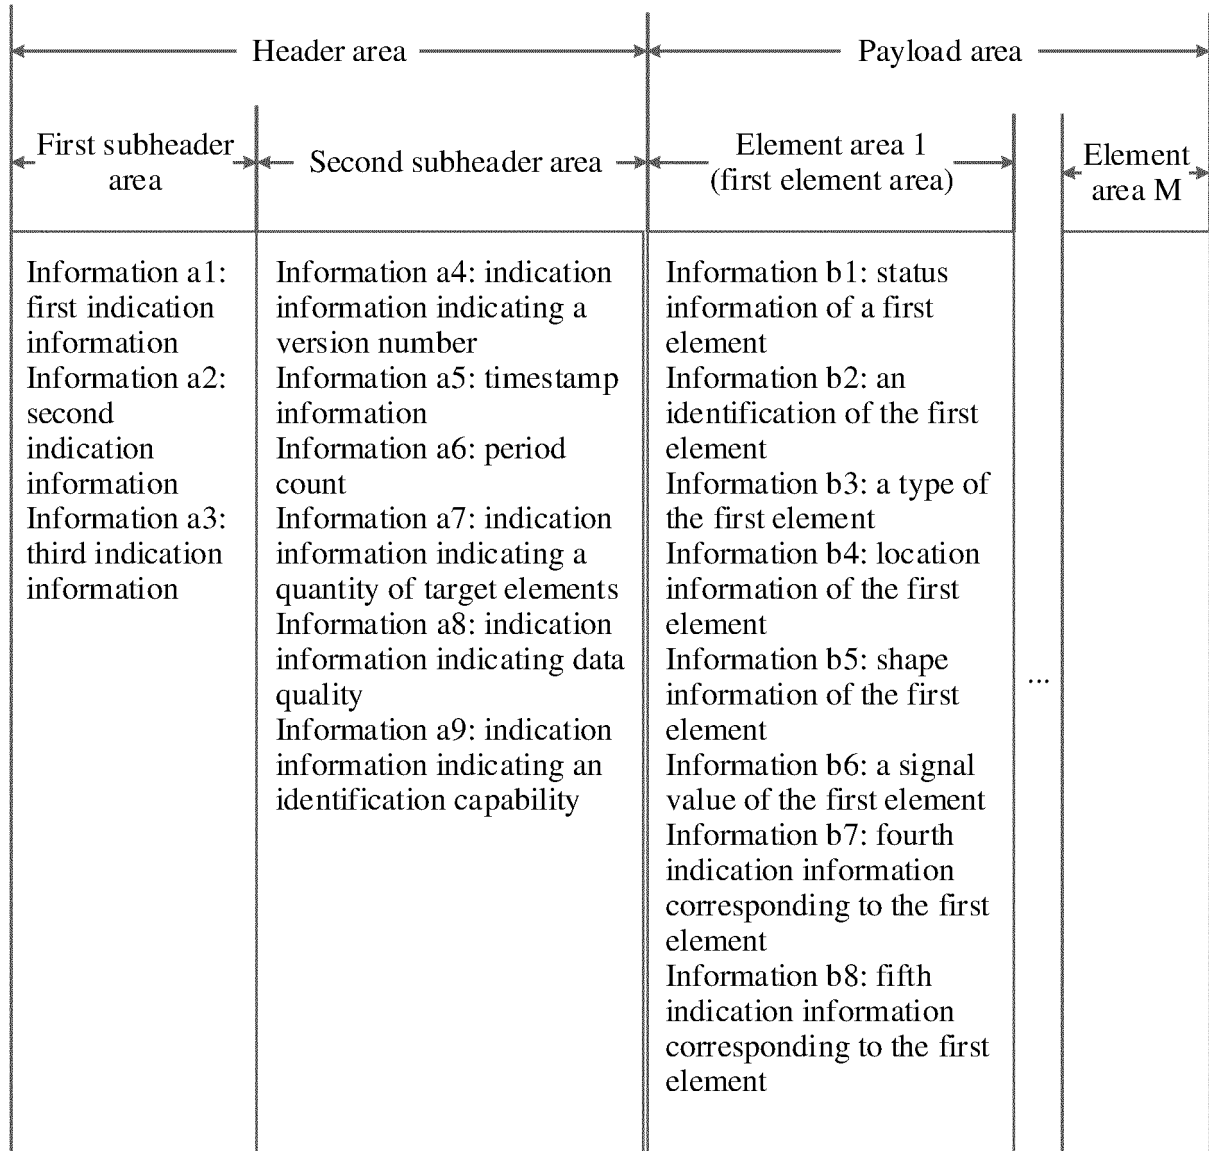 Header area
Payload area
First subheader
area
Second subheader area
Element area 1
(first element area)
Element
area M
Information a1:
first indication
information
Information a2:
second
indication
information
Information a3:
third indication
information
Information a4: indication
information indicating a
version number
Information a5: timestamp
information
Information a6: period
count
Information a7: indication
information indicating a
quantity of target elements
Information a8: indication
information indicating data
quality
Information a9: indication
information indicating an
identification capability
Information b1: status
information of a first
element
Information b2: an
identification of the first
element
Information b3: a type of
the first element
Information b4: location
information of the first
element
Information b5: shape
information of the first
element
Information b6: a signal
value of the first element
Information b7: fourth
indication information
corresponding to the first
element
Information b8: fifth
indication information
corresponding to the first
element
...